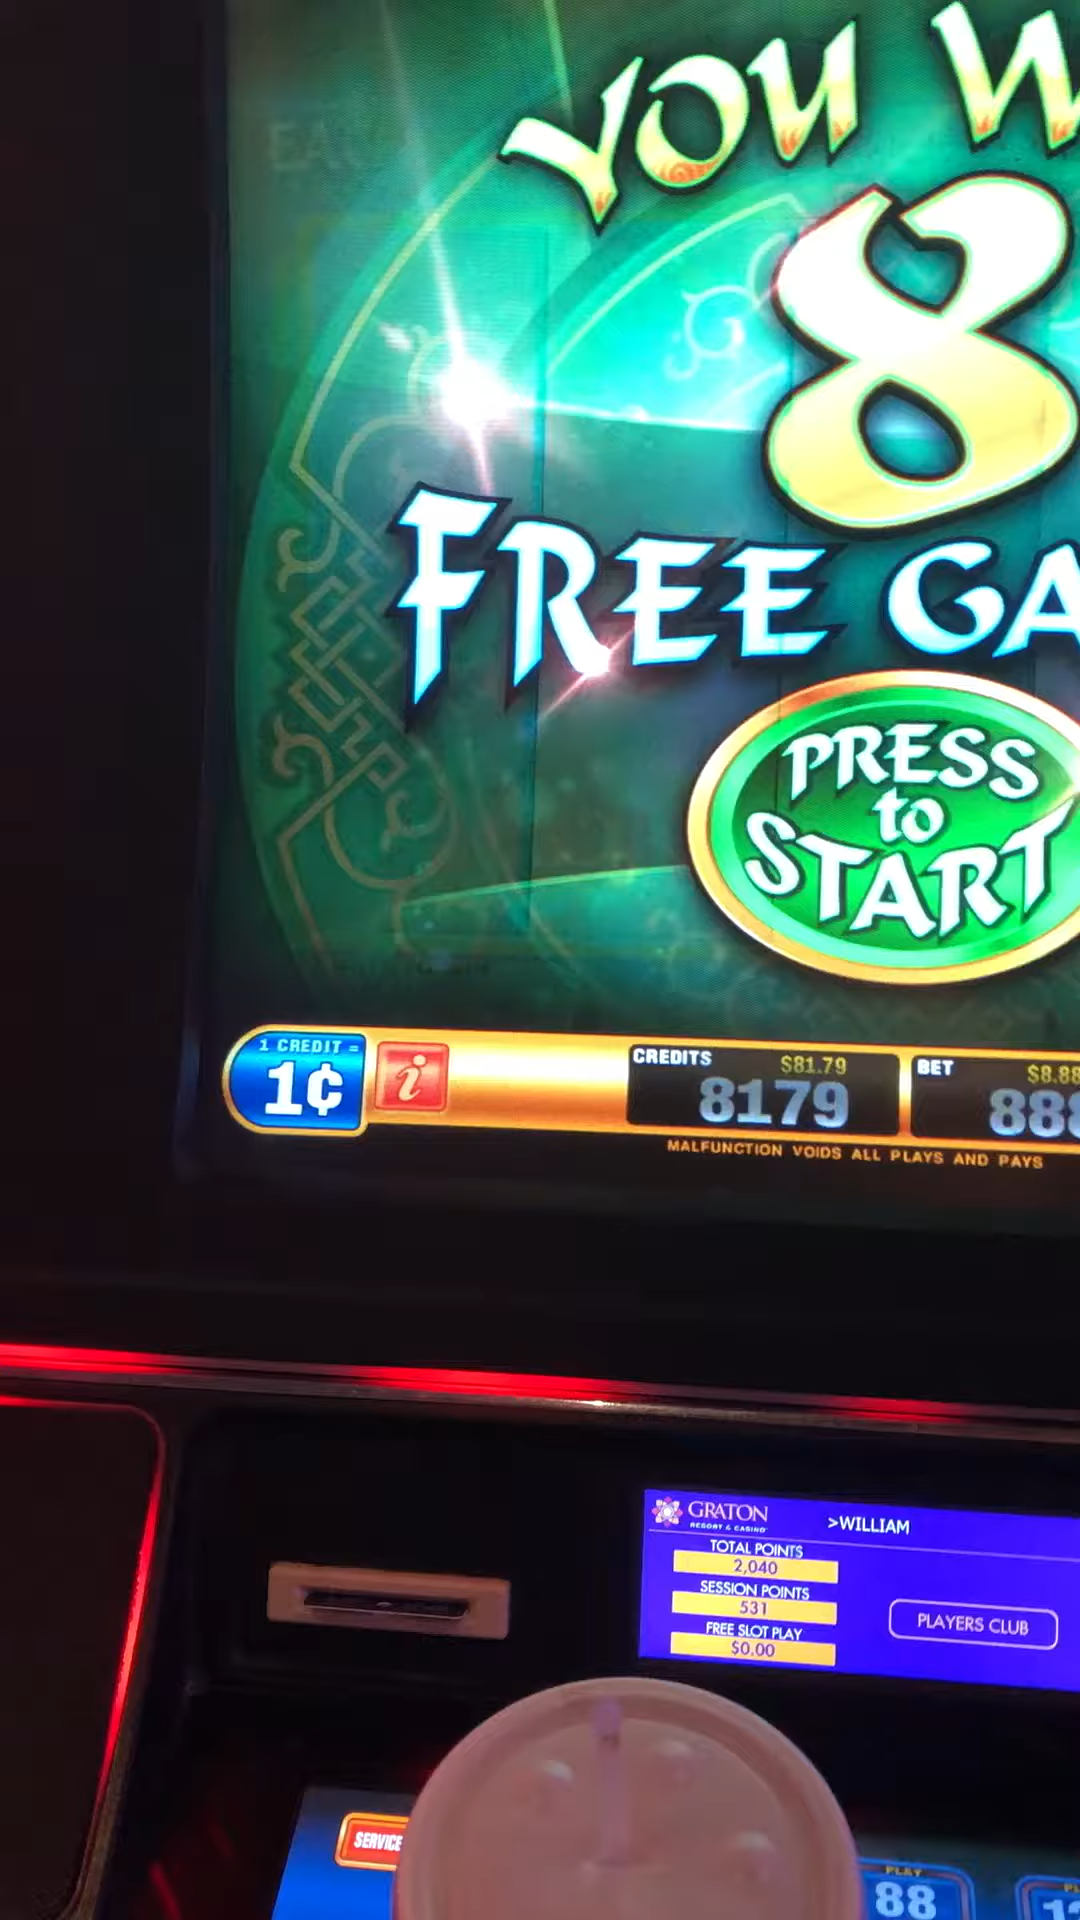 YOU W
8
FREE GA
PRESS
to
START
1 CREDIT =
1¢
i
CREDITS $81.79
8179
BET $8.88
888
MALFUNCTION VOIDS ALL PLAYS AND PAYS
GRATON
RESORT & CASINO
>WILLIAM
TOTAL POINTS
2,040
SESSION POINTS
531
FREE SLOT PLAY
$0.00
PLAYERS CLUB
SERVICE
PLAY
88